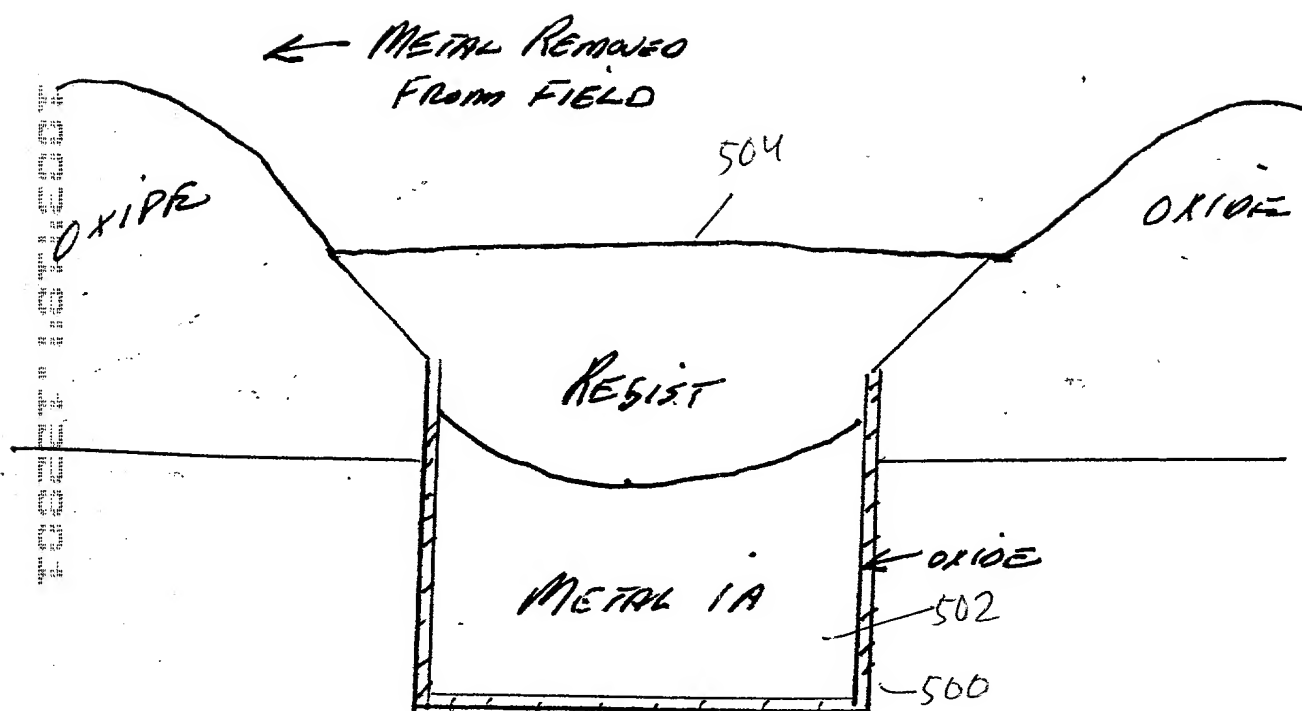 ← METAL REMOVED
FROM FIELD
504
OXIDE
OXIDE
RESIST
← OXIDE
METAL 1A
502
500